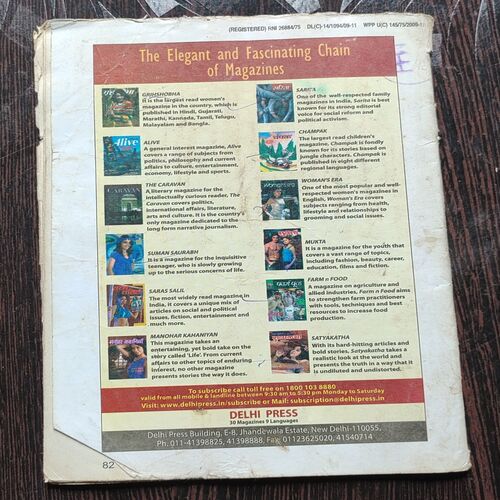 (REGISTERED) RNI 26884/75 DL(C)-14/1094/09-11 WPP U(C) 145/75/2009-1
The Elegant and Fascinating Chain
of Magazines
GRIHSHOBHA
It is the largest read women's
magazine in the country, which is
published in Hindi, Gujarati,
Marathi, Kannada, Tamil, Telugu,
Malayalam and Bangla.
Alive
ALIVE
A general interest magazine, Alive
covers a range of subjects from
politics, philosophy and current
affairs to culture, entertainment,
economy, lifestyle and sports.
CARAVAN
THE CARAVAN
A literary magazine for the
intellectually curious reader, The
Caravan covers politics,
international affairs, literature,
arts and culture. It is the country's
only magazine dedicated to the
long form narrative journalism.
SUMAN SAURABH
It is a magazine for the inquisitive
teenager, who is slowly growing
up to the serious concerns of life.
SARAS SALIL
The most widely read magazine in
India, it covers a unique mix of
articles on social and political
issues, fiction, entertainment and
much more.
MANOHAR KAHANIYAN
This magazine takes an
entertaining, yet bold take on the
story called 'Life'. From current
affairs to other topics of enduring
interest, no other magazine
presents stories the way it does.
SARITA
One of the well-respected family
magazines in India, Sarita is best
known for its strong editorial
voice for social reform and
political activism.
CHAMPAK
The largest read children's
magazine, Champak is fondly
known for its stories based on
jungle characters. Champak is
published in eight different
regional languages.
WOMAN'S ERA
One of the most popular and well-
respected woman's magazines in
English, Woman's Era covers
subjects ranging from health,
lifestyle and relationships to
women and social issues.
MUKTA
It is a magazine for the youth that
covers a vast range of topics,
including fashion, beauty, career,
education, films and fiction.
FARM n FOOD
A magazine on agriculture and
allied industries, Farm n Food aims
to strengthen farm practitioners
with tools, techniques and best
resources to increase food
production.
SATYAKATHA
With its hard-hitting articles and
bold stories, Satyakatha takes a
realistic look at the world and
presents the truth in a way that it
is undiluted and undistorted.
To subscribe call toll free on 1800 103 8880
valid from all mobile & landline between 9:30 am to 5:30 pm Monday to Saturday
Visit: www.delhipress.in/subscribe or Mail: subscription@delhipress.in
DELHI PRESS
30 Magazines 9 Languages
Delhi Press Building, E-8, Jhandewala Estate, New Delhi-110055,
Ph. 011-41398825, 41398888, Fax: 01123625020, 41540714
82